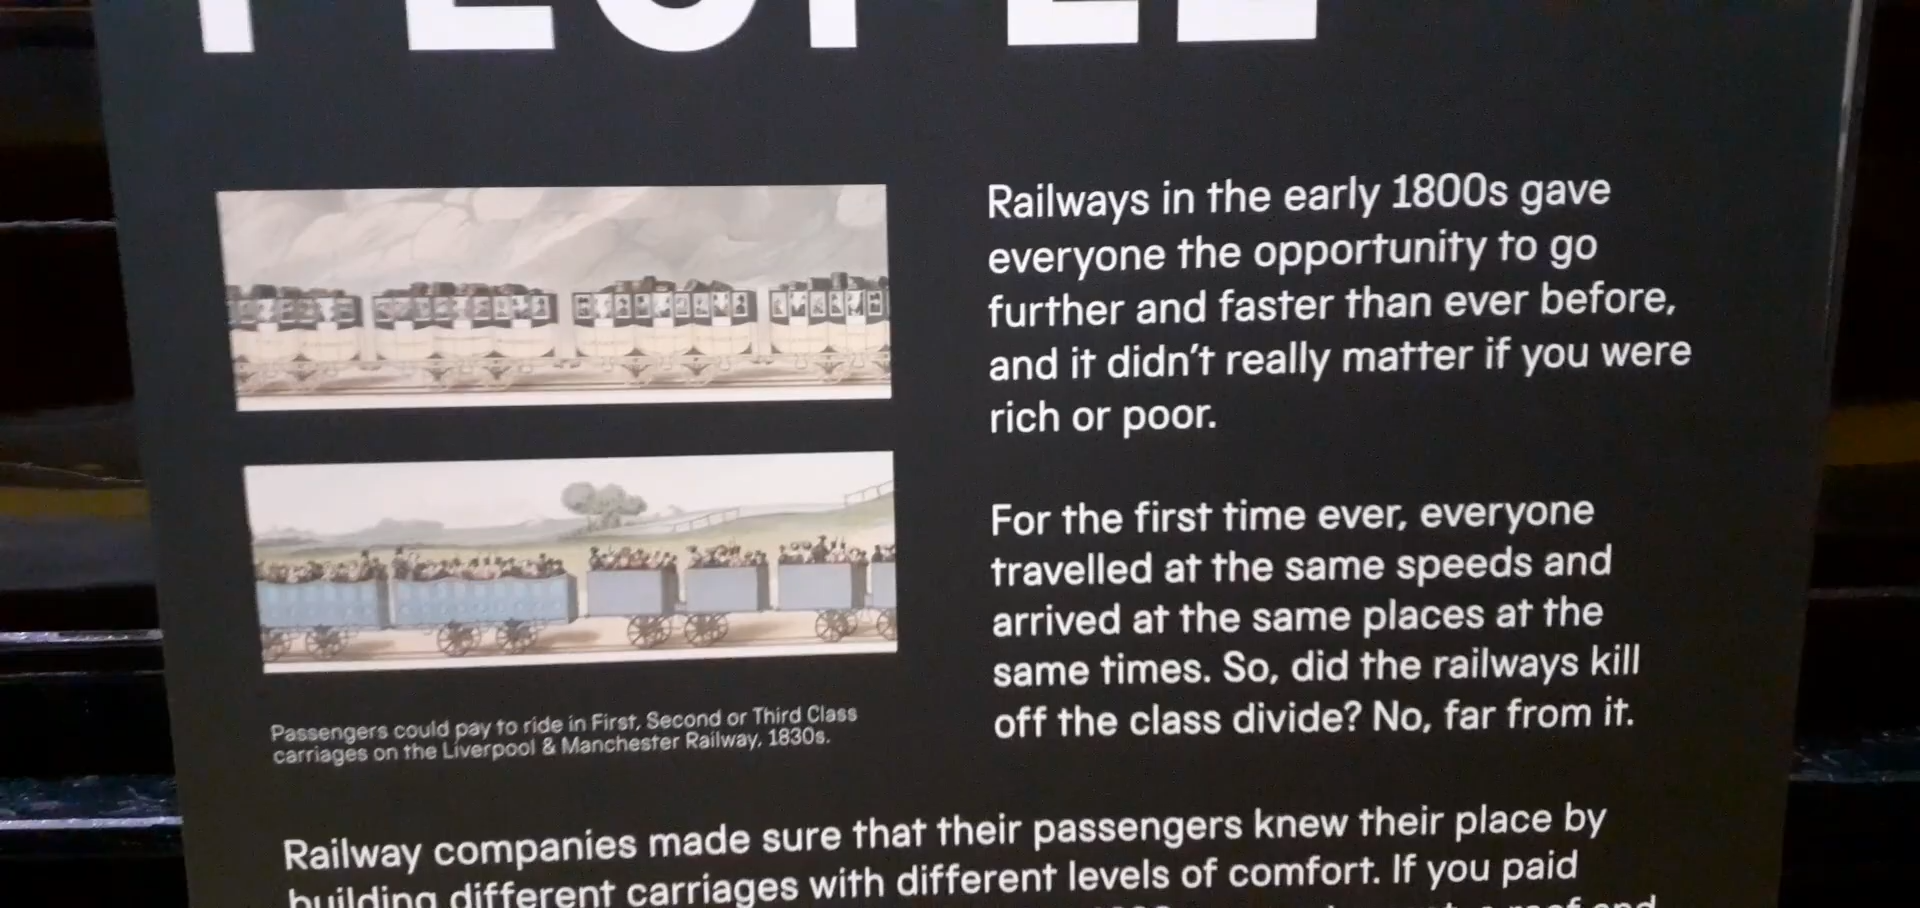 PEOPLE
Railways in the early 1800s gave
everyone the opportunity to go
further and faster than ever before,
and it didn't really matter if you were
rich or poor.
For the first time ever, everyone
travelled at the same speeds and
arrived at the same places at the
same times. So, did the railways kill
off the class divide? No, far from it.
Passengers could pay to ride in First, Second or Third Class
carriages on the Liverpool & Manchester Railway, 1830s.
Railway companies made sure that their passengers knew their place by
building different carriages with different levels of comfort. If you paid
roof and